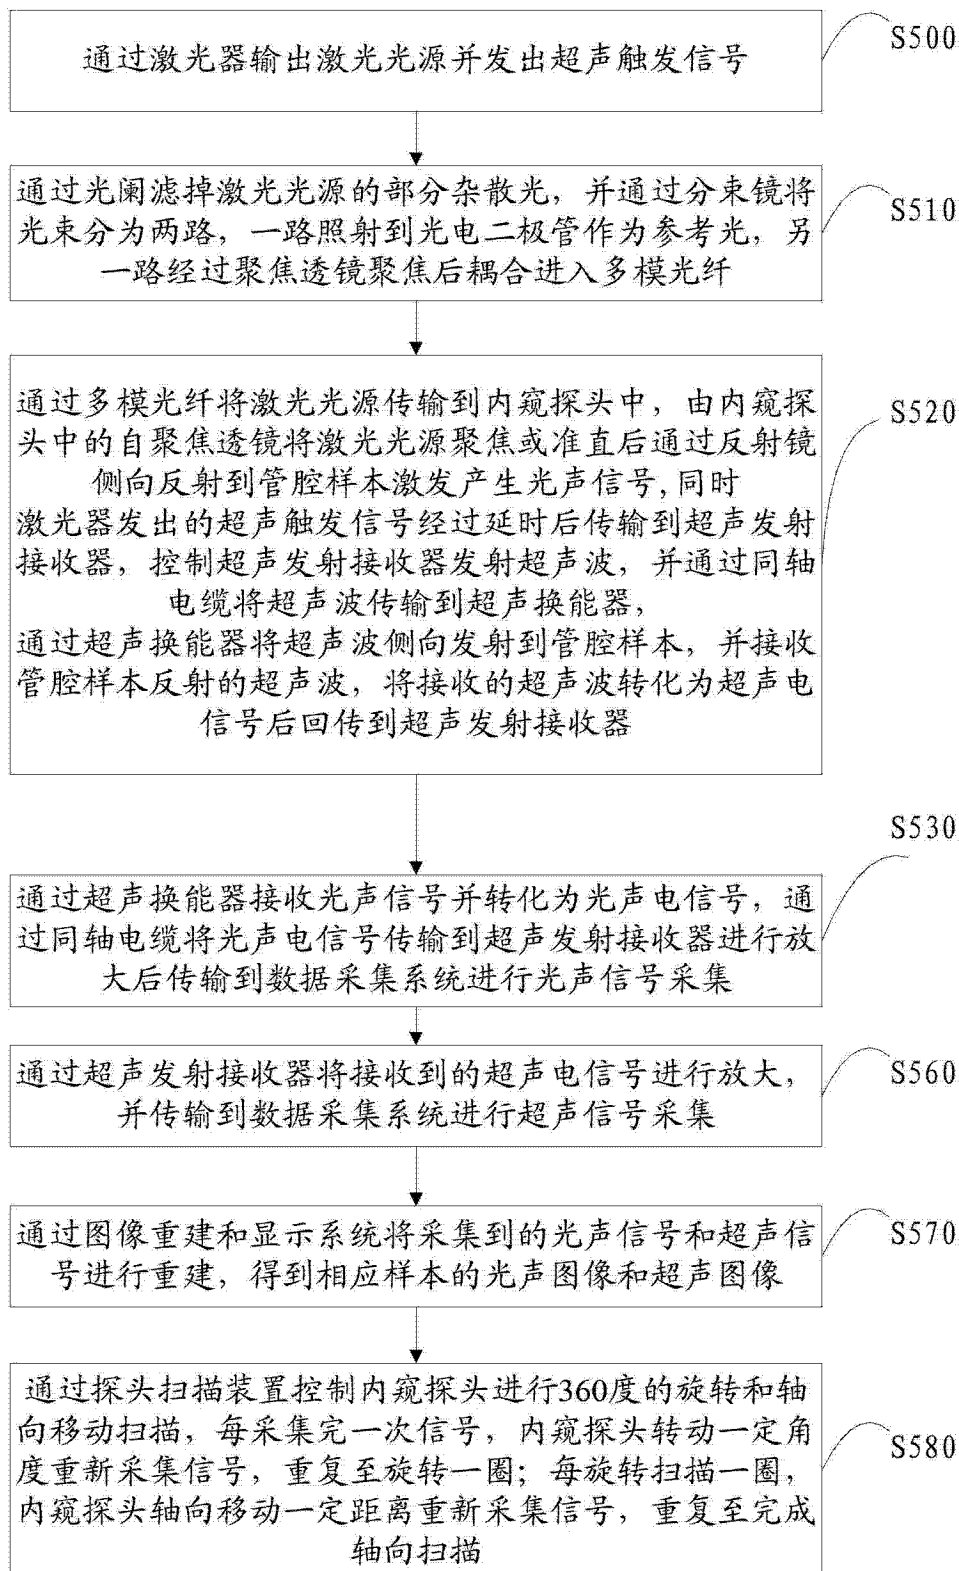 通过激光器输出激光光源并发出超声触发信号
S500
通过光阑滤掉激光光源的部分杂散光，并通过分束镜将
光束分为两路，一路照射到光电二极管作为参考光，另
一路经过聚焦透镜聚焦后耦合进入多模光纤
S510
通过多模光纤将激光光源传输到内窥探头中，由内窥探
头中的自聚焦透镜将激光光源聚焦或准直后通过反射镜
侧向反射到管腔样本激发产生光声信号,同时
激光器发出的超声触发信号经过延时后传输到超声发射
接收器，控制超声发射接收器发射超声波，并通过同轴
电缆将超声波传输到超声换能器，
通过超声换能器将超声波侧向发射到管腔样本，并接收
管腔样本反射的超声波，将接收的超声波转化为超声电
信号后回传到超声发射接收器
S520
通过超声换能器接收光声信号并转化为光声电信号，通
过同轴电缆将光声电信号传输到超声发射接收器进行放
大后传输到数据采集系统进行光声信号采集
S530
通过超声发射接收器将接收到的超声电信号进行放大，
并传输到数据采集系统进行超声信号采集
S560
通过图像重建和显示系统将采集到的光声信号和超声信
号进行重建，得到相应样本的光声图像和超声图像
S570
通过探头扫描装置控制内窥探头进行360度的旋转和轴
向移动扫描，每采集完一次信号，内窥探头转动一定角
度重新采集信号，重复至旋转一圈；每旋转扫描一圈，
内窥探头轴向移动一定距离重新采集信号，重复至完成
轴向扫描
S580